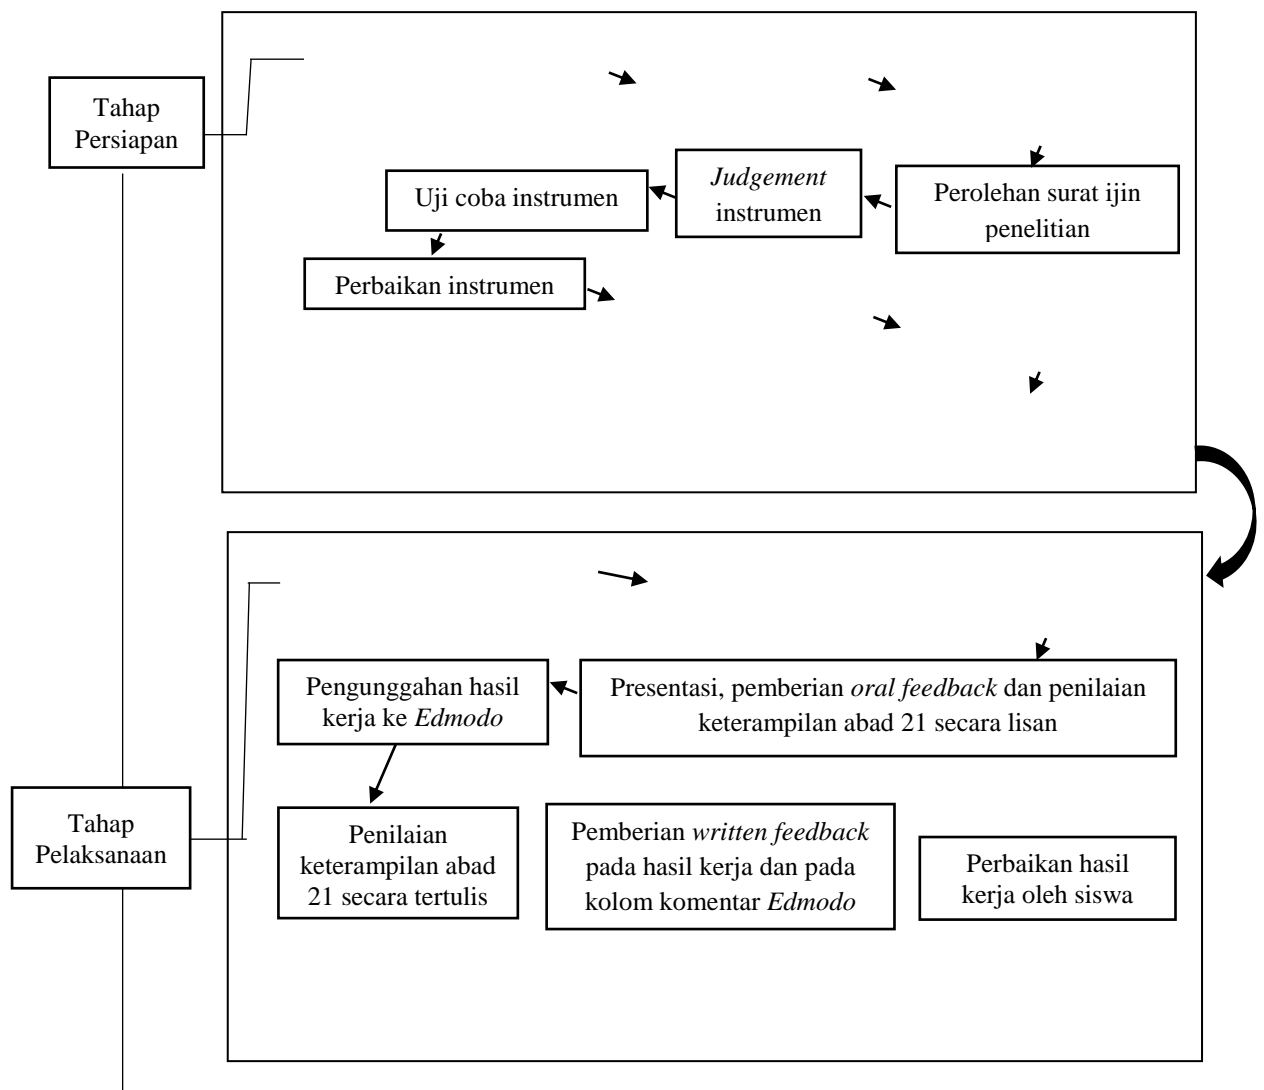 Tahap
Persiapan
Judgement
instrumen
Uji coba instrumen
Perolehan surat ijin
penelitian
Perbaikan instrumen
Pengunggahan hasil
kerja ke Edmodo
Presentasi, pemberian oral feedback dan penilaian
keterampilan abad 21 secara lisan
Tahap
Pelaksanaan
Penilaian
keterampilan abad
21 secara tertulis
Pemberian written feedback
pada hasil kerja dan pada
kolom komentar Edmodo
Perbaikan hasil
kerja oleh siswa